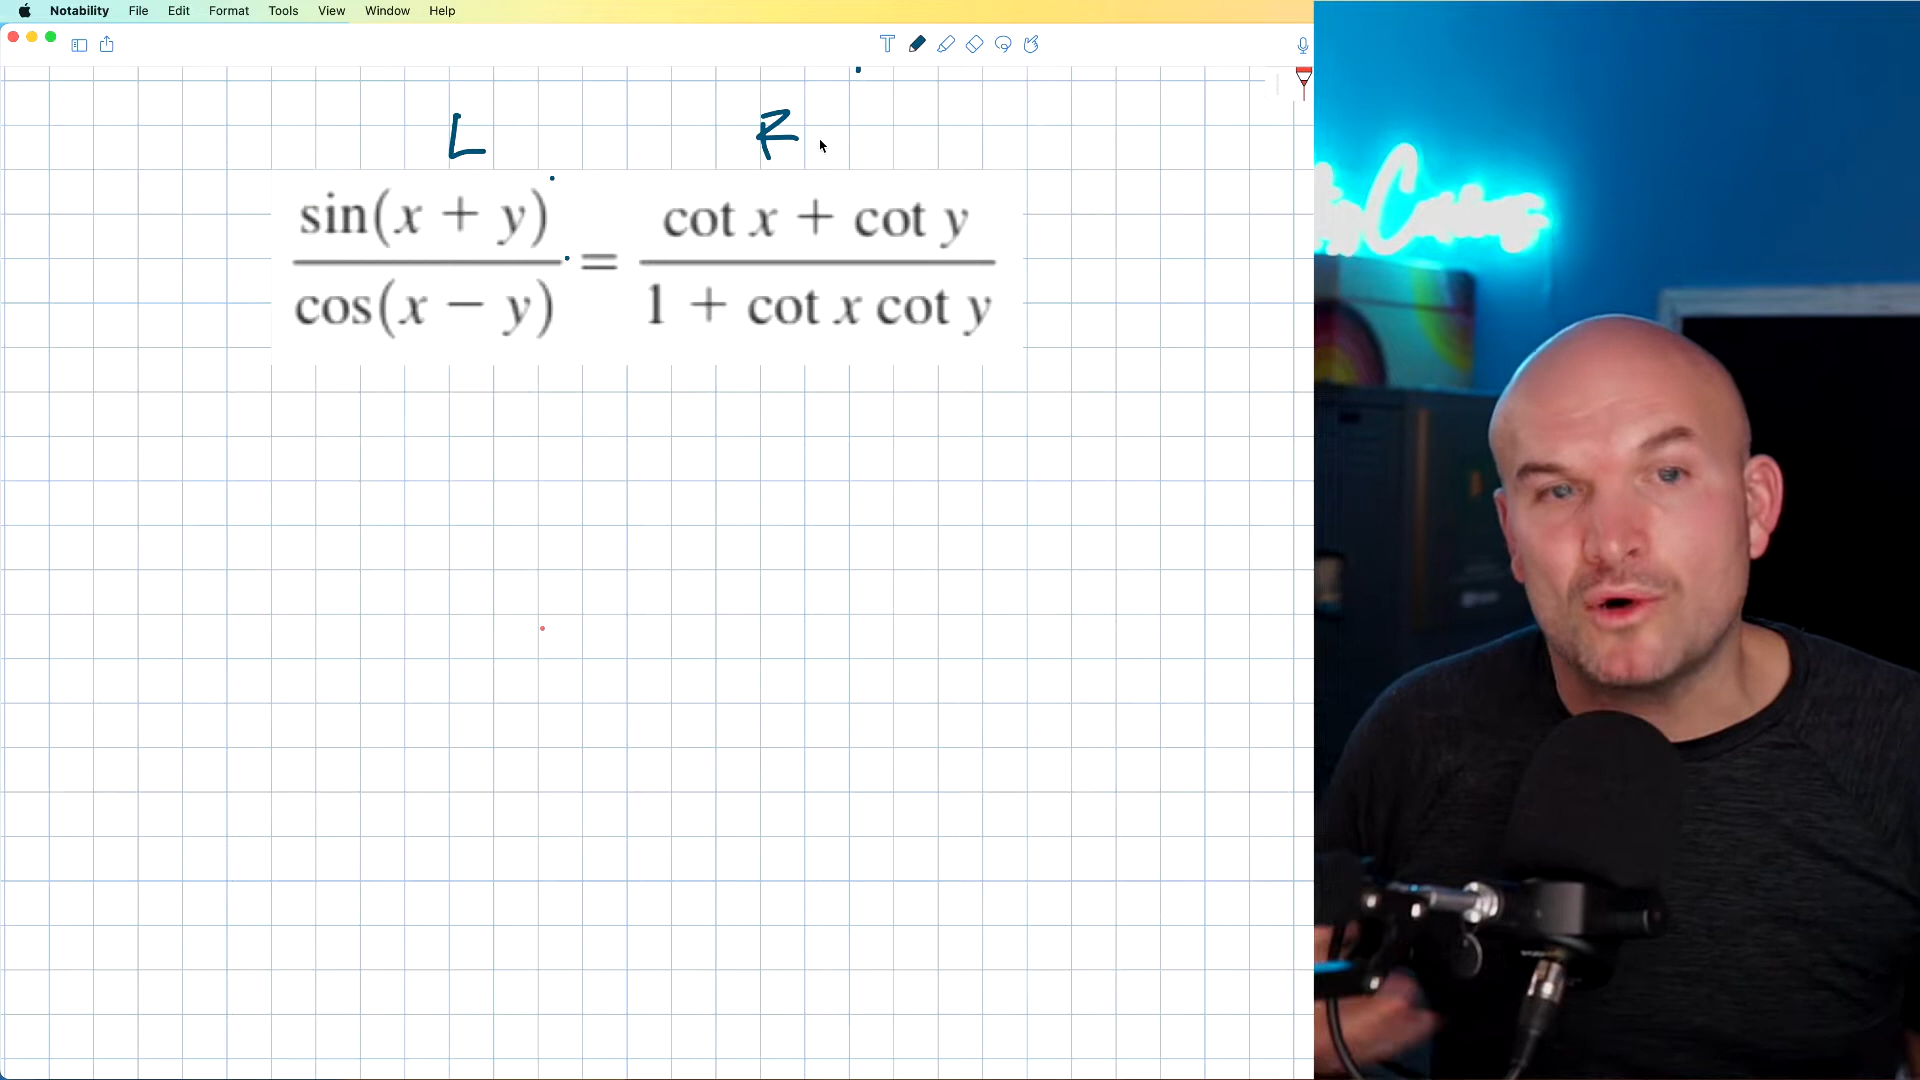 Notability File Edit Format Tools View Window Help
L R
sin(x + y) / cos(x − y) = cot x + cot y / 1 + cot x cot y